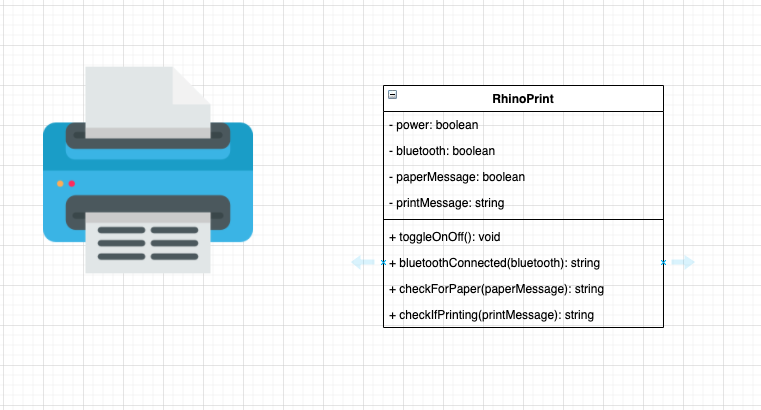 RhinoPrint
- power: boolean
- bluetooth: boolean
- paperMessage: boolean
- printMessage: string
+ toggleOnOff(): void
+ bluetoothConnected(bluetooth): string
+ checkForPaper(paperMessage): string
+ checkIfPrinting(printMessage): string